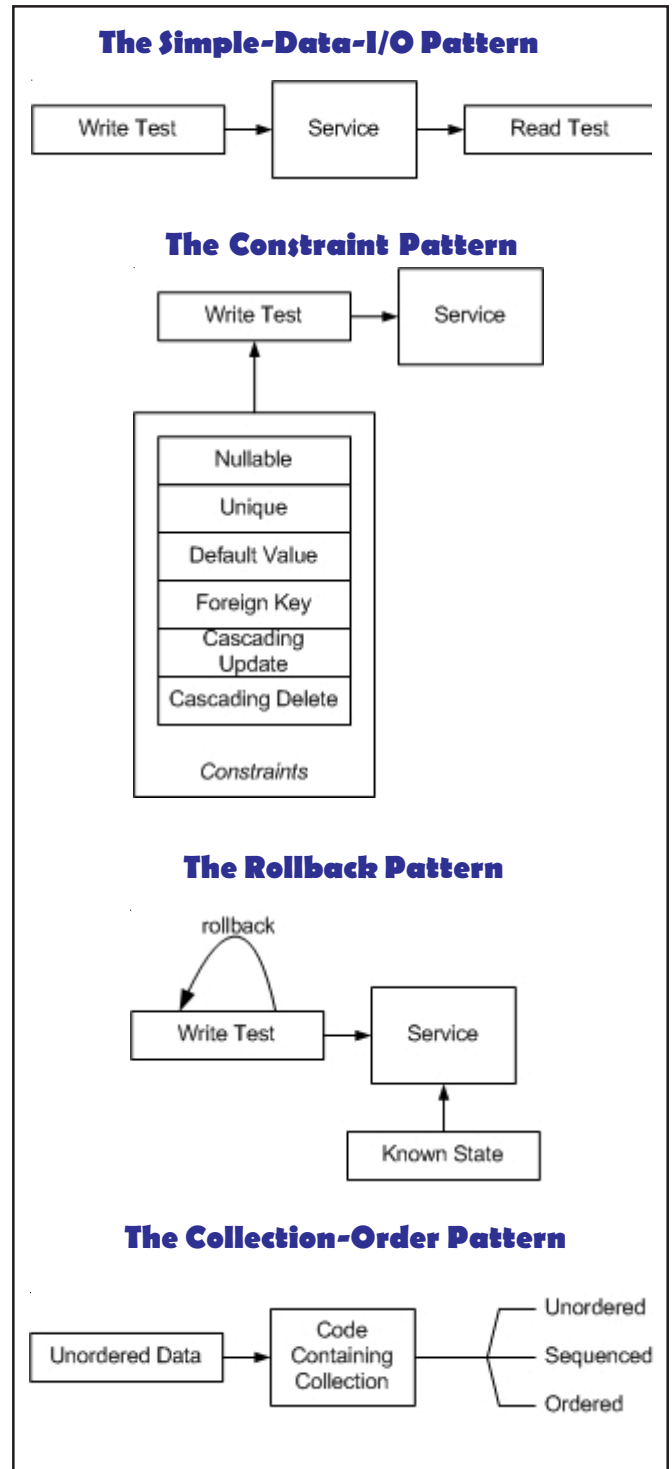 The Simple-Data-I/O Pattern
Write Test
Service
Read Test
The Constraint Pattern
Write Test
Service
Nullable
Unique
Default Value
Foreign Key
Cascading
Update
Cascading Delete
Constraints
The Rollback Pattern
rollback
Write Test
Service
Known State
The Collection-Order Pattern
Unordered Data
Code
Containing
Collection
Unordered
Sequenced
Ordered